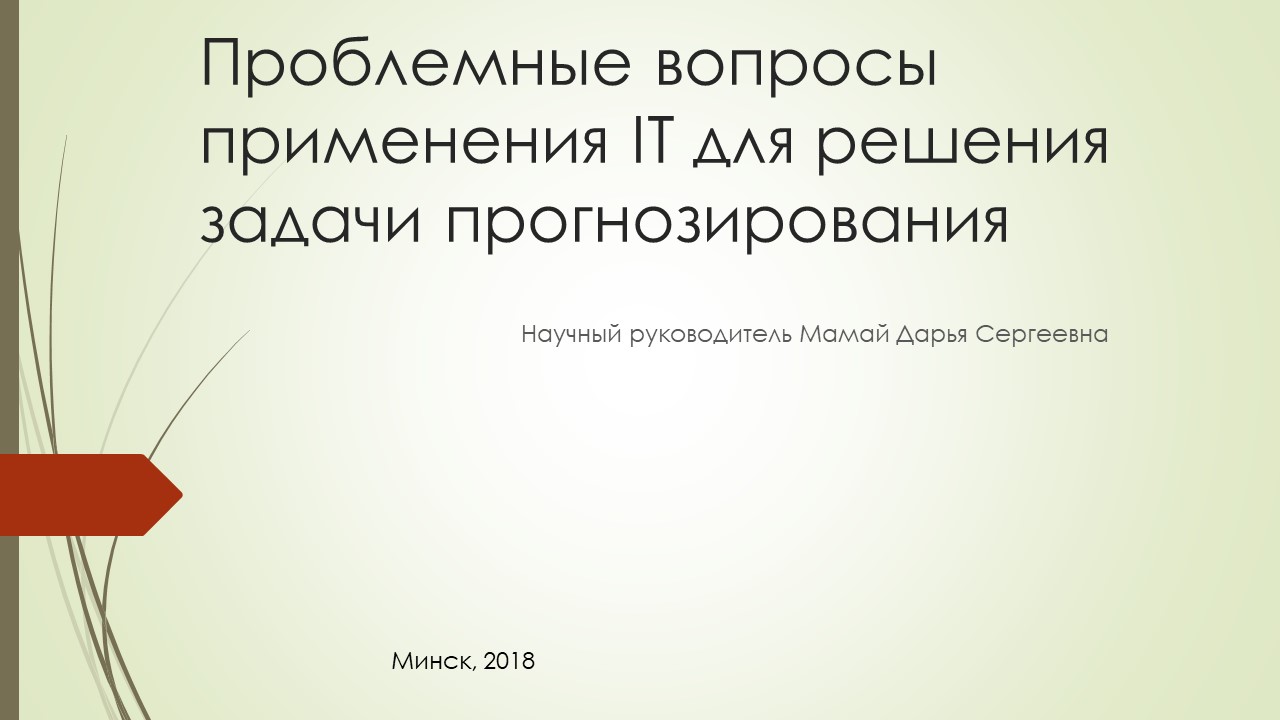 Проблемные вопросы
применения IT для решения
задачи прогнозирования
Научный руководитель Мамай Дарья Сергеевна
Минск, 2018